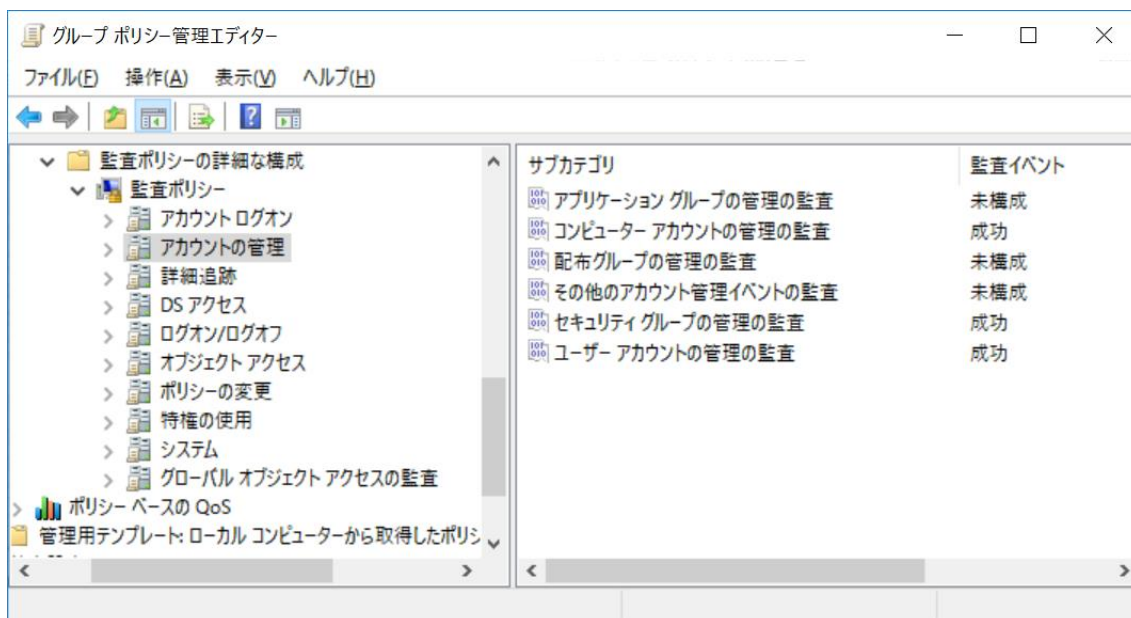 グループ ポリシー管理エディター
ファイル(F) 操作(A) 表示(V) ヘルプ(H)
監査ポリシーの詳細な構成
監査ポリシー
アカウント ログオン
アカウントの管理
詳細追跡
DS アクセス
ログオン/ログオフ
オブジェクト アクセス
ポリシーの変更
特権の使用
システム
グローバル オブジェクト アクセスの監査
ポリシー ベースの QoS
管理用テンプレート: ローカル コンピューターから取得したポリシ
サブカテゴリ 監査イベント
アプリケーション グループの管理の監査 未構成
コンピューター アカウントの管理の監査 成功
配布グループの管理の監査 未構成
その他のアカウント管理イベントの監査 未構成
セキュリティ グループの管理の監査 成功
ユーザー アカウントの管理の監査 成功